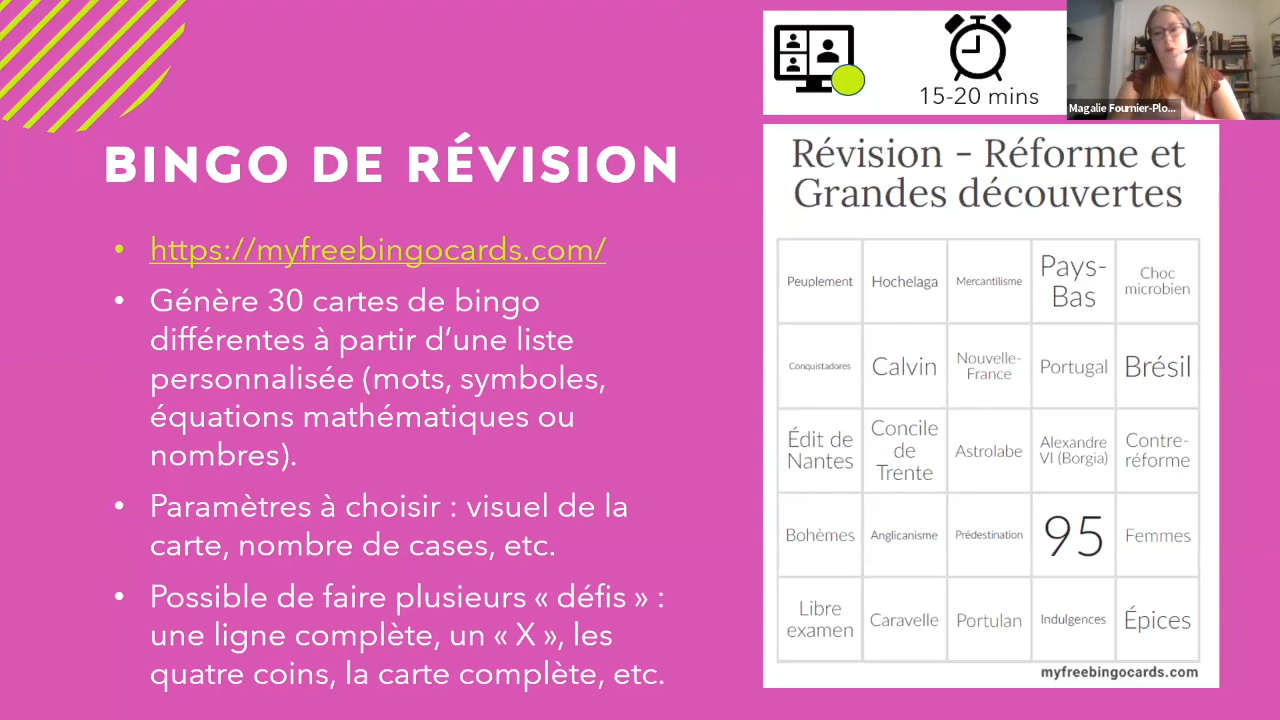 BINGO DE RÉVISION
• https://myfreebingocards.com/
• Génère 30 cartes de bingo
différentes à partir d’une liste
personnalisée (mots, symboles,
équations mathématiques ou
nombres).
• Paramètres à choisir : visuel de la
carte, nombre de cases, etc.
• Possible de faire plusieurs « défis » :
une ligne complète, un « X », les
quatre coins, la carte complète, etc.
15-20 mins
Magalie Fournier-Plo...
Révision - Réforme et
Grandes découvertes
Peuplement Hochelaga Mercantilisme Pays-
Bas Choc
microbien
Conquistadores Calvin Nouvelle-
France Portugal Brésil
Édit de
Nantes Concile
de
Trente Astrolabe Alexandre
VI (Borgia) Contre-
réforme
Bohèmes Anglicanisme Prédestination 95 Femmes
Libre
examen Caravelle Portulan Indulgences Épices
myfreebingocards.com